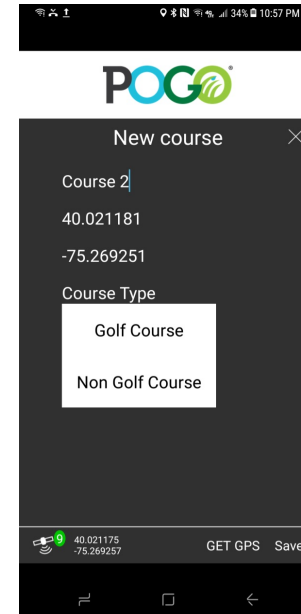 34% 10:57 PM
POGO
New course
Course 2
40.021181
-75.269251
Course Type
Golf Course
Non Golf Course
9
40.021175
-75.269257
GET GPS Save